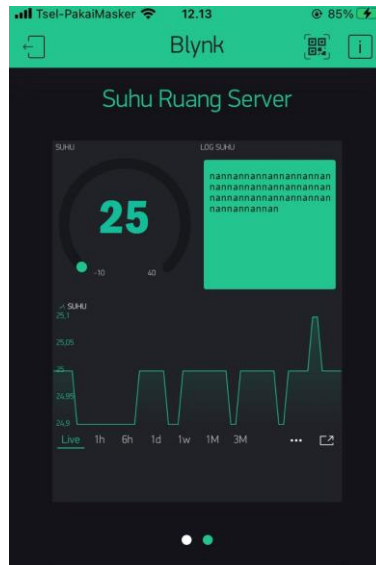 Tsel-PakaiMasker 12.13 85%
Blynk
i
Suhu Ruang Server
SUHU LOG SUHU
nannannannannannannan
nannannannannannannan
nannannannannannannan
nannannannan
25
-10 40
SUHU
25,1
25,05
25
24,95
24,9
Live 1h 6h 1d 1w 1M 3M ...